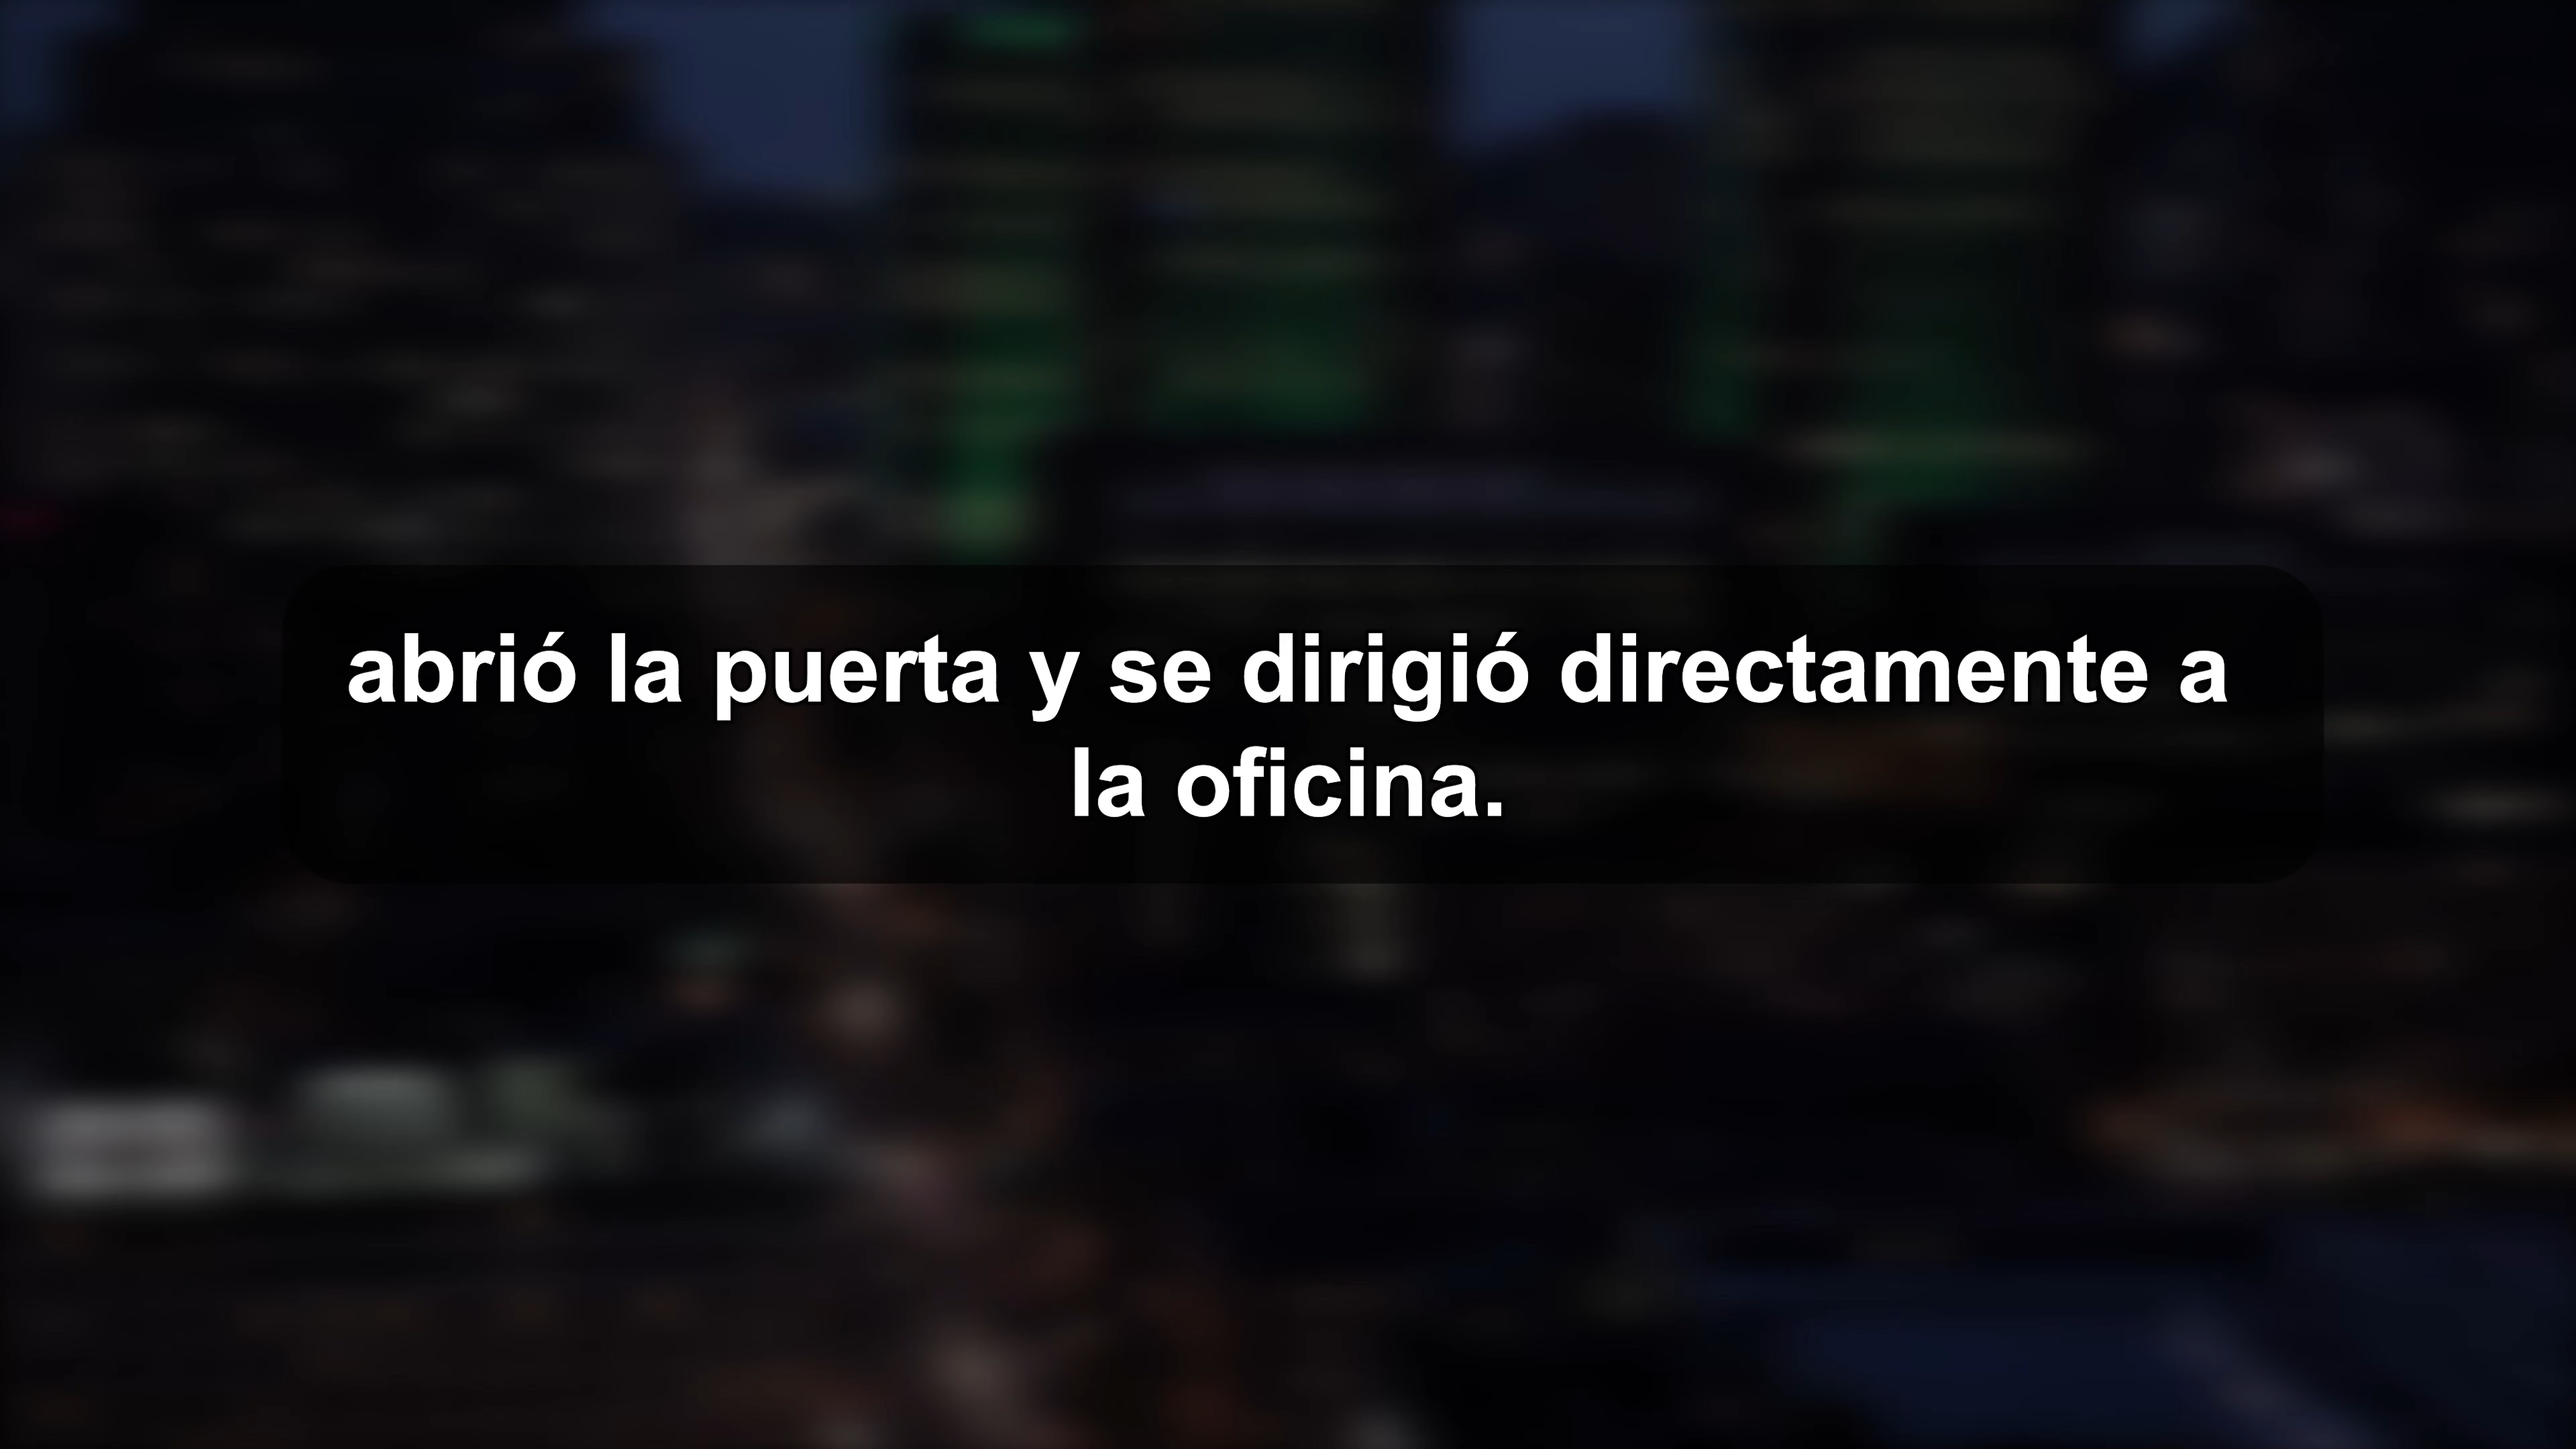 abrió la puerta y se dirigió directamente a
la oficina.